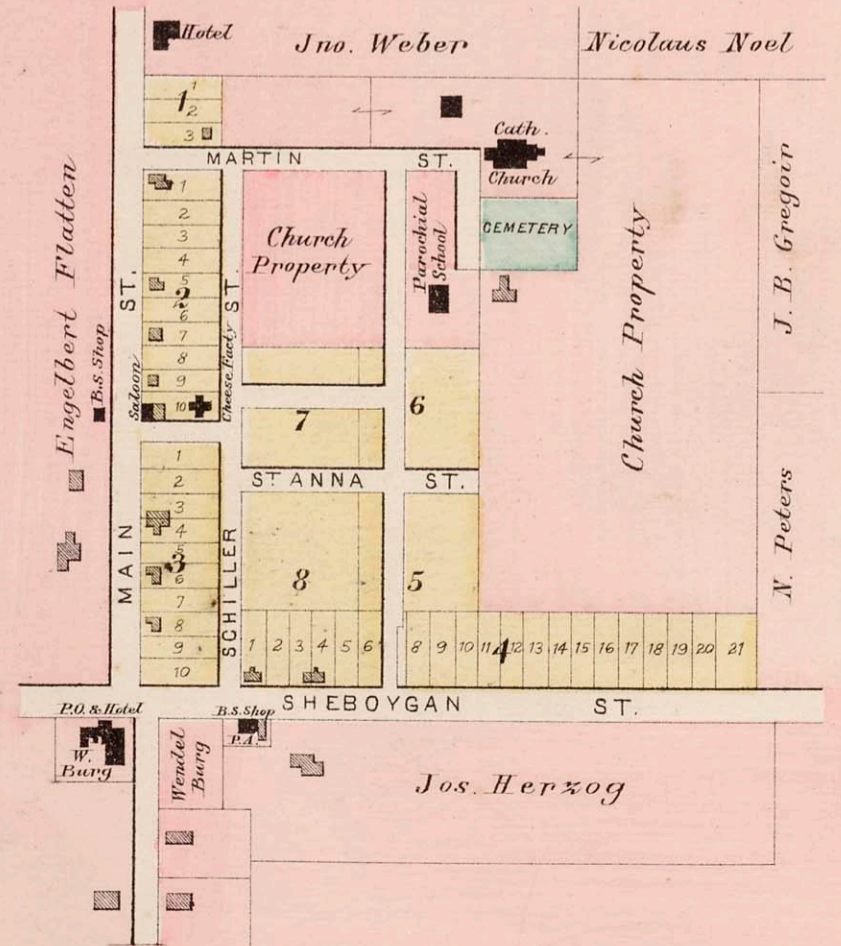 Hotel
Jno. Weber
Nicolaus Noel
1
1
2
3
MARTIN ST.
Cath.
Church
CEMETERY
Engelbert Flatten
J. B. Gregoir
1
2
3
4
5
2
6
7
8
9
10
Church
Property
Parochial
School
Church Property
MAIN ST.
B.S. Shop
Saloon
Cheese Facty
SCHILLER ST.
7
6
1
2
3
4
5
3
6
7
8
9
10
ST ANNA ST.
8
5
N. Peters
1 2 3 4 5 6
8 9 10 11 12 13 14 15 16 17 18 19 20 21
4
SHEBOYGAN ST.
P.O. & Hotel
W.
Burg
Wendel
Burg
B.S. Shop
P.A.
Jos. Herzog